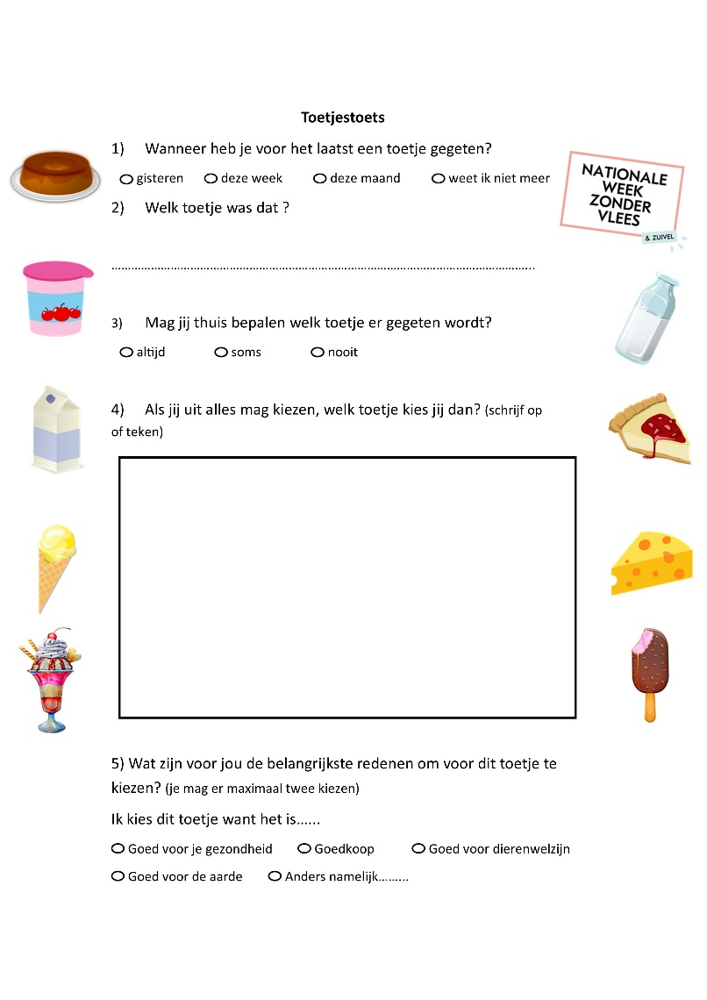 Toetjestoets
1) Wanneer heb je voor het laatst een toetje gegeten?
gisteren deze week deze maand weet ik niet meer
NATIONALE
WEEK
ZONDER
VLEES
& ZUIVEL
2) Welk toetje was dat ?
……………………………………………………………………………………………………………..
3) Mag jij thuis bepalen welk toetje er gegeten wordt?
altijd soms nooit
4) Als jij uit alles mag kiezen, welk toetje kies jij dan? (schrijf op
of teken)
5) Wat zijn voor jou de belangrijkste redenen om voor dit toetje te
kiezen? (je mag er maximaal twee kiezen)
Ik kies dit toetje want het is......
Goed voor je gezondheid Goedkoop Goed voor dierenwelzijn
Goed voor de aarde Anders namelijk………